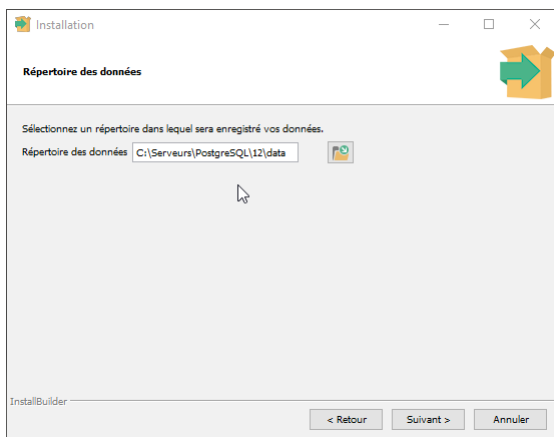 Installation
Répertoire des données
Sélectionnez un répertoire dans lequel sera enregistré vos données.
Répertoire des données C:\Serveurs\PostgreSQL\12\data
InstallBuilder
< Retour Suivant > Annuler